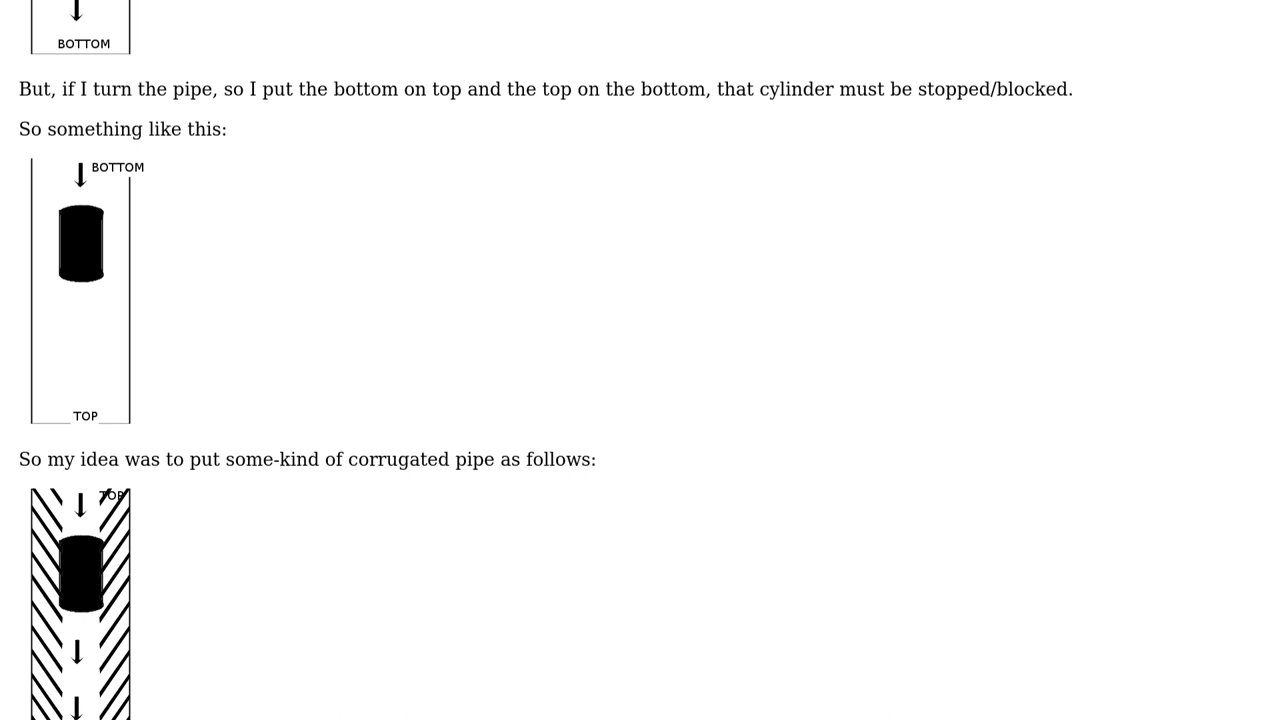 BOTTOM
But, if I turn the pipe, so I put the bottom on top and the top on the bottom, that cylinder must be stopped/blocked.
So something like this:
BOTTOM
TOP
So my idea was to put some-kind of corrugated pipe as follows:
TOP